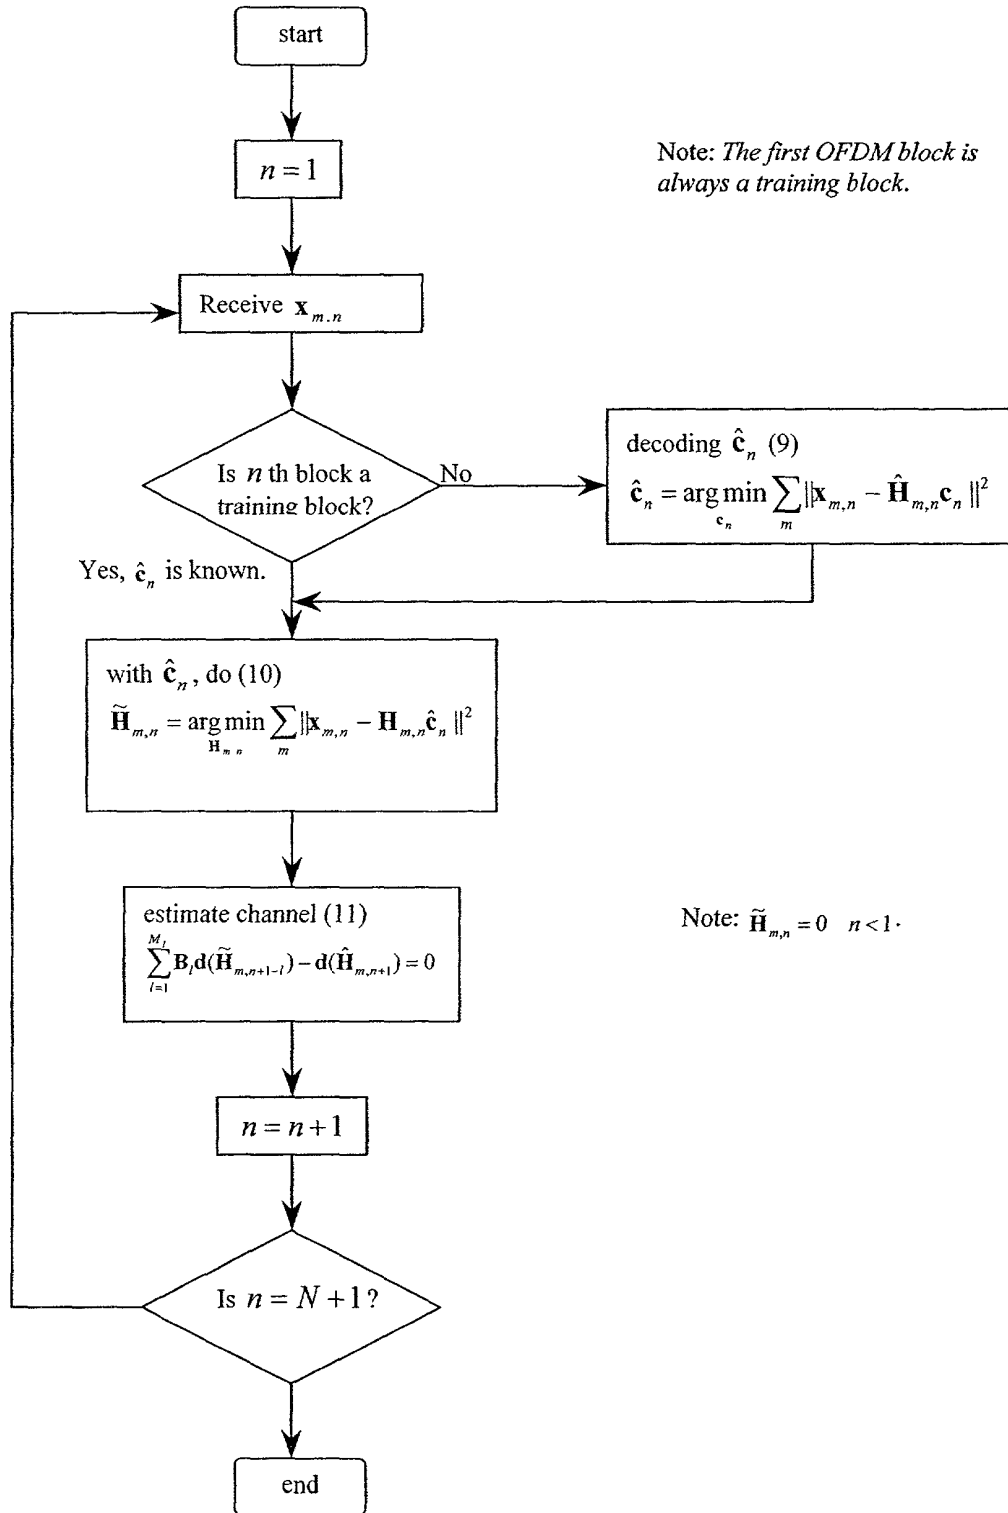 start
n = 1
Note: The first OFDM block is
always a training block.
Receive x_{m.n}
Is n th block a
training block?
No
decoding ĉ_n (9)
ĉ_n = arg min_{c_n} ∑_m ||x_{m,n} − Ĥ_{m,n} c_n||²
Yes, ĉ_n is known.
with ĉ_n, do (10)
H̃_{m,n} = arg min_{H_{m n}} ∑_m ||x_{m,n} − H_{m,n} ĉ_n||²
estimate channel (11)
∑_{l=1}^{M_l} B_l d(H̃_{m,n+1−l}) − d(Ĥ_{m,n+1}) = 0
Note: H̃_{m,n} = 0 n < 1.
n = n + 1
Is n = N + 1?
end